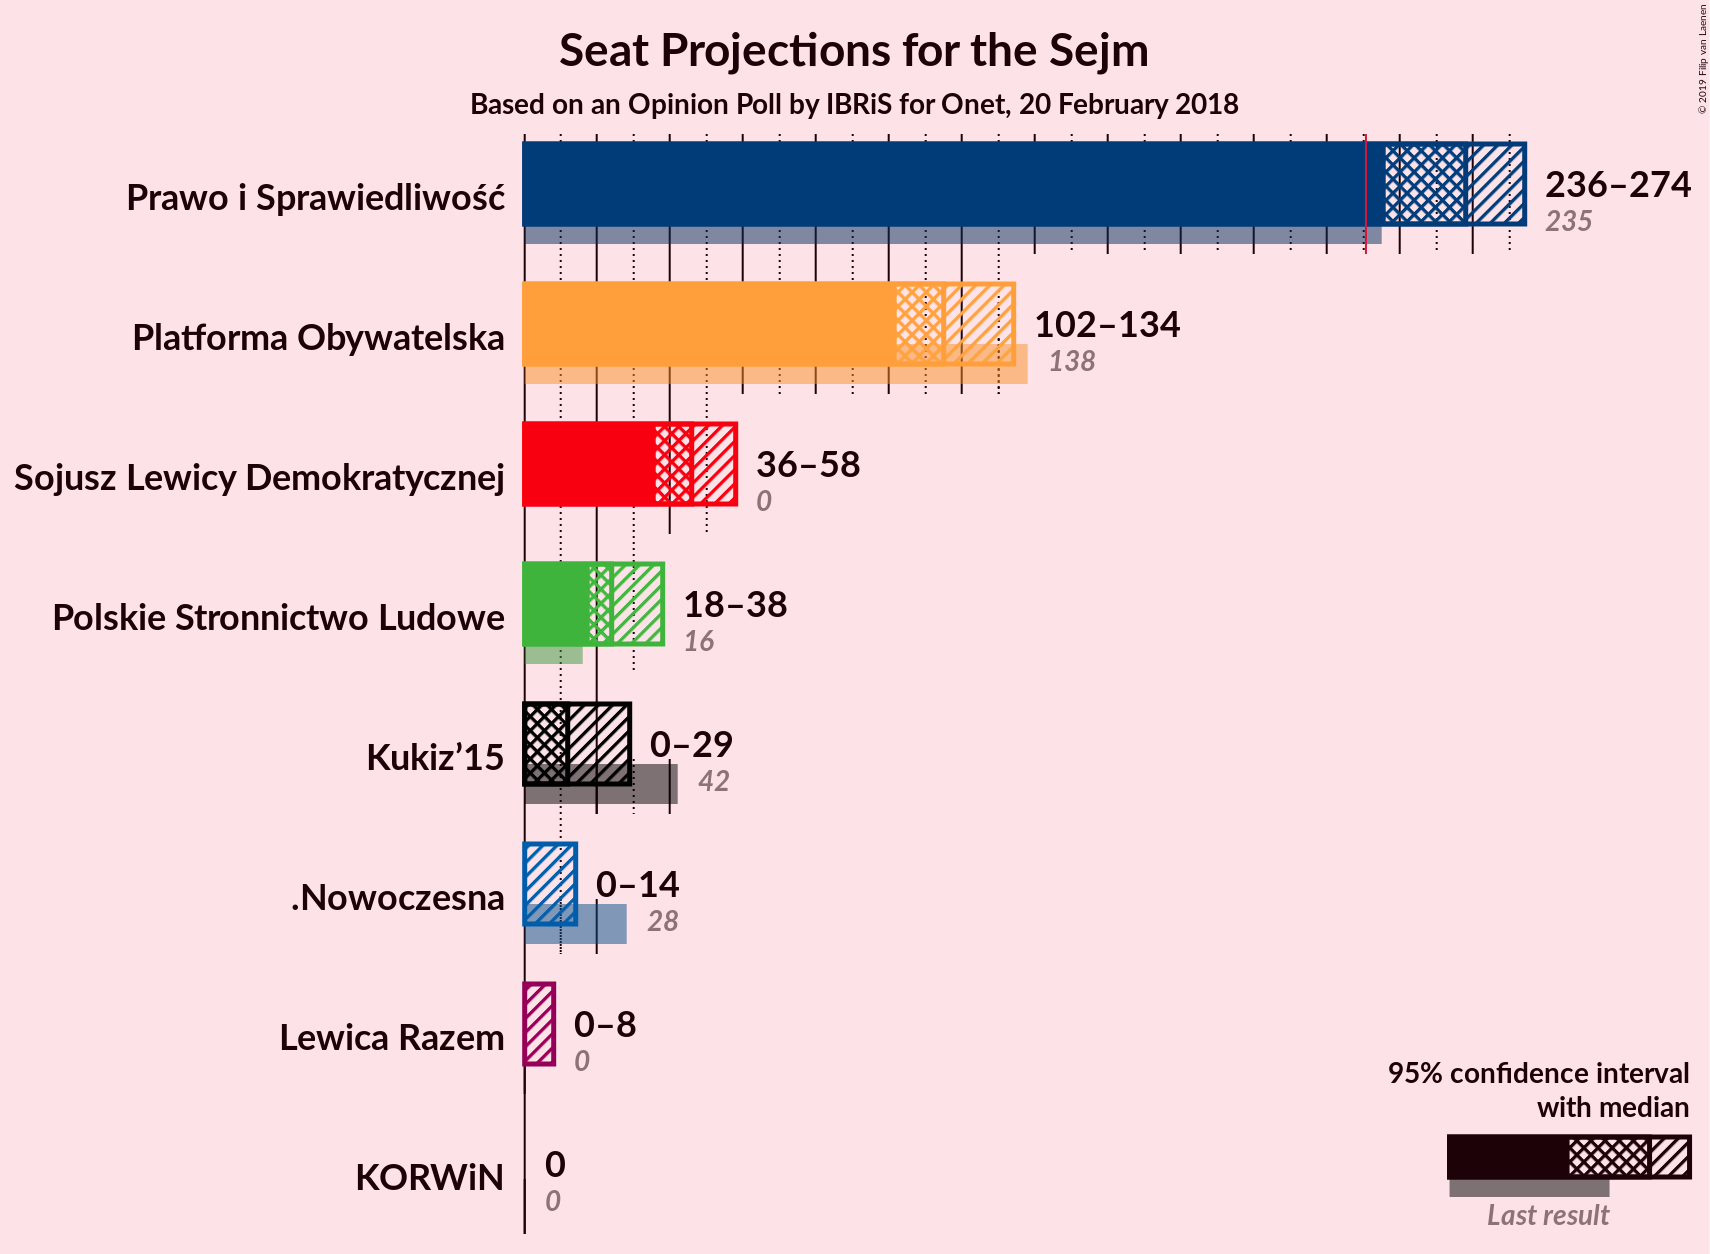 Seat Projections for the Sejm
Based on an Opinion Poll by IBRiS for Onet, 20 February 2018
© 2019 Filip van Laenen
Prawo i Sprawiedliwość
236–274
235
Platforma Obywatelska
102–134
138
Sojusz Lewicy Demokratycznej
36–58
0
Polskie Stronnictwo Ludowe
18–38
16
Kukiz’15
0–29
42
.Nowoczesna
0–14
28
Lewica Razem
0–8
0
KORWiN
0
0
95% confidence interval
with median
Last result